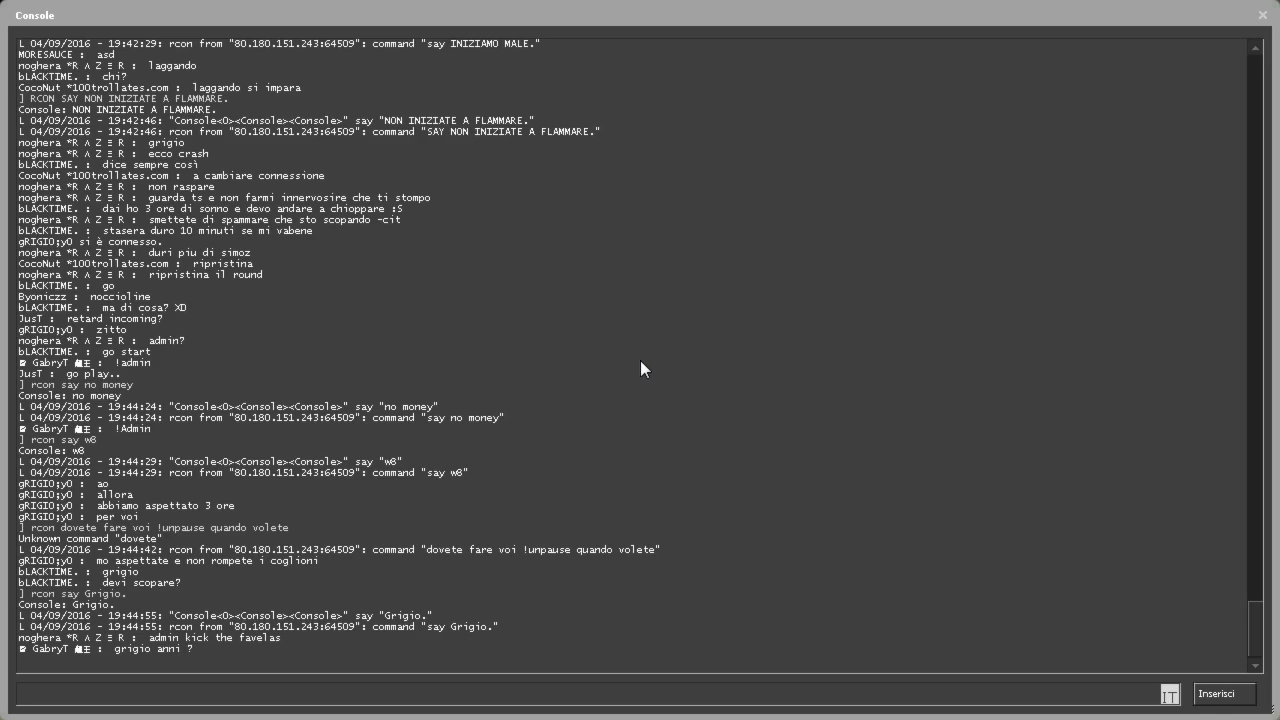 Console
L 04/09/2016 - 19:42:29: rcon from "80.180.151.243:64509": command "say INIZIAMO MALE."
MORESAUCE :  asd
noghera *R Λ Z Ξ R :  laggando
bLACKTIME. :  chi?
CocoNut *100trollates.com :  laggando si impara
] RCON SAY NON INIZIATE A FLAMMARE.
Console: NON INIZIATE A FLAMMARE.
L 04/09/2016 - 19:42:46: "Console<0><Console><Console>" say "NON INIZIATE A FLAMMARE."
L 04/09/2016 - 19:42:46: rcon from "80.180.151.243:64509": command "SAY NON INIZIATE A FLAMMARE."
noghera *R Λ Z Ξ R :  grigio
noghera *R Λ Z Ξ R :  ecco crash
bLACKTIME. :  dice sempre così
CocoNut *100trollates.com :  a cambiare connessione
noghera *R Λ Z Ξ R :  non raspare
noghera *R Λ Z Ξ R :  guarda ts e non farmi innervosire che ti stompo
bLACKTIME. :  dai ho 3 ore di sonno e devo andare a chioppare :S
noghera *R Λ Z Ξ R :  smettete di spammare che sto scopando -cit
bLACKTIME. :  stasera duro 10 minuti se mi vabene
gRIGIO;yO si è connesso.
noghera *R Λ Z Ξ R :  duri piu di simoz
CocoNut *100trollates.com :  ripristina
noghera *R Λ Z Ξ R :  ripristina il round
bLACKTIME. :  go
Byoniczz :  noccioline
bLACKTIME. :  ma di cosa? XD
JusT :  retard incoming?
gRIGIO;yO :  zitto
noghera *R Λ Z Ξ R :  admin?
bLACKTIME. :  go start
GabryT :  !admin
JusT :  go play..
] rcon say no money
Console: no money
L 04/09/2016 - 19:44:24: "Console<0><Console><Console>" say "no money"
L 04/09/2016 - 19:44:24: rcon from "80.180.151.243:64509": command "say no money"
GabryT :  !Admin
] rcon say w8
Console: w8
L 04/09/2016 - 19:44:29: "Console<0><Console><Console>" say "w8"
L 04/09/2016 - 19:44:29: rcon from "80.180.151.243:64509": command "say w8"
gRIGIO;yO :  ao
gRIGIO;yO :  allora
gRIGIO;yO :  abbiamo aspettato 3 ore
gRIGIO;yO :  per voi
] rcon dovete fare voi !unpause quando volete
Unknown command "dovete"
L 04/09/2016 - 19:44:42: rcon from "80.180.151.243:64509": command "dovete fare voi !unpause quando volete"
gRIGIO;yO :  mo aspettate e non rompete i coglioni
bLACKTIME. :  grigio
bLACKTIME. :  devi scopare?
] rcon say Grigio.
Console: Grigio.
L 04/09/2016 - 19:44:55: "Console<0><Console><Console>" say "Grigio."
L 04/09/2016 - 19:44:55: rcon from "80.180.151.243:64509": command "say Grigio."
noghera *R Λ Z Ξ R :  admin kick the favelas
GabryT :  grigio anni ?
IT
Inserisci